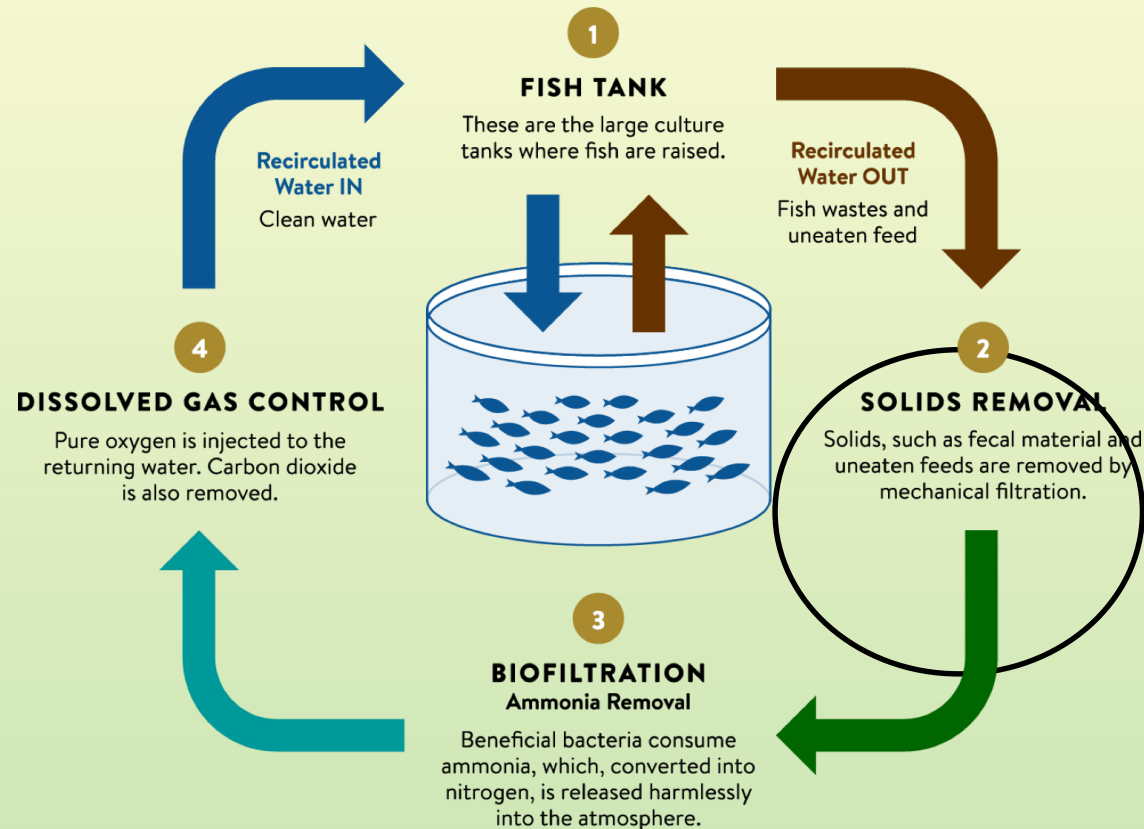 1
FISH TANK
These are the large culture
tanks where fish are raised.
Recirculated
Water IN
Clean water
Recirculated
Water OUT
Fish wastes and
uneaten feed
2
SOLIDS REMOVAL
Solids, such as fecal material and
uneaten feeds are removed by
mechanical filtration.
3
BIOFILTRATION
Ammonia Removal
Beneficial bacteria consume
ammonia, which, converted into
nitrogen, is released harmlessly
into the atmosphere.
4
DISSOLVED GAS CONTROL
Pure oxygen is injected to the
returning water. Carbon dioxide
is also removed.